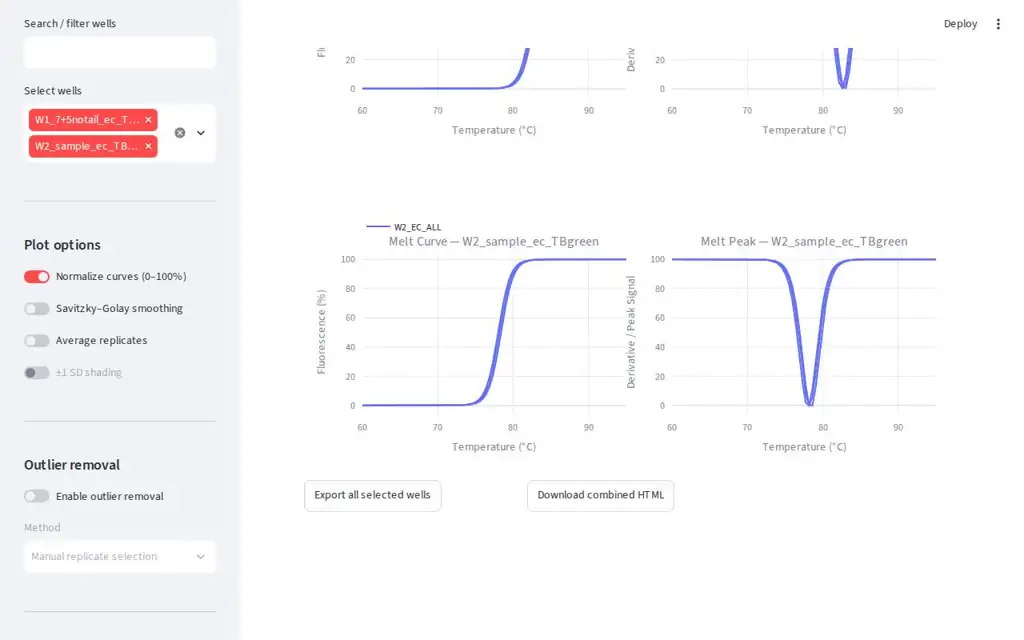 Search / filter wells
Deploy
Select wells
W1_7+5notail_ec_T…
W2_sample_ec_TB…
Plot options
Normalize curves (0–100%)
Savitzky–Golay smoothing
Average replicates
±1 SD shading
Outlier removal
Enable outlier removal
Method
Manual replicate selection
20
0
60 70 80 90
Temperature (°C)
20
0
60 70 80 90
Temperature (°C)
W2_EC_ALL
Melt Curve — W2_sample_ec_TBgreen
Fluorescence (%)
100
80
60
40
20
0
60 70 80 90
Temperature (°C)
Melt Peak — W2_sample_ec_TBgreen
Derivative / Peak Signal
100
80
60
40
20
0
60 70 80 90
Temperature (°C)
Export all selected wells
Download combined HTML